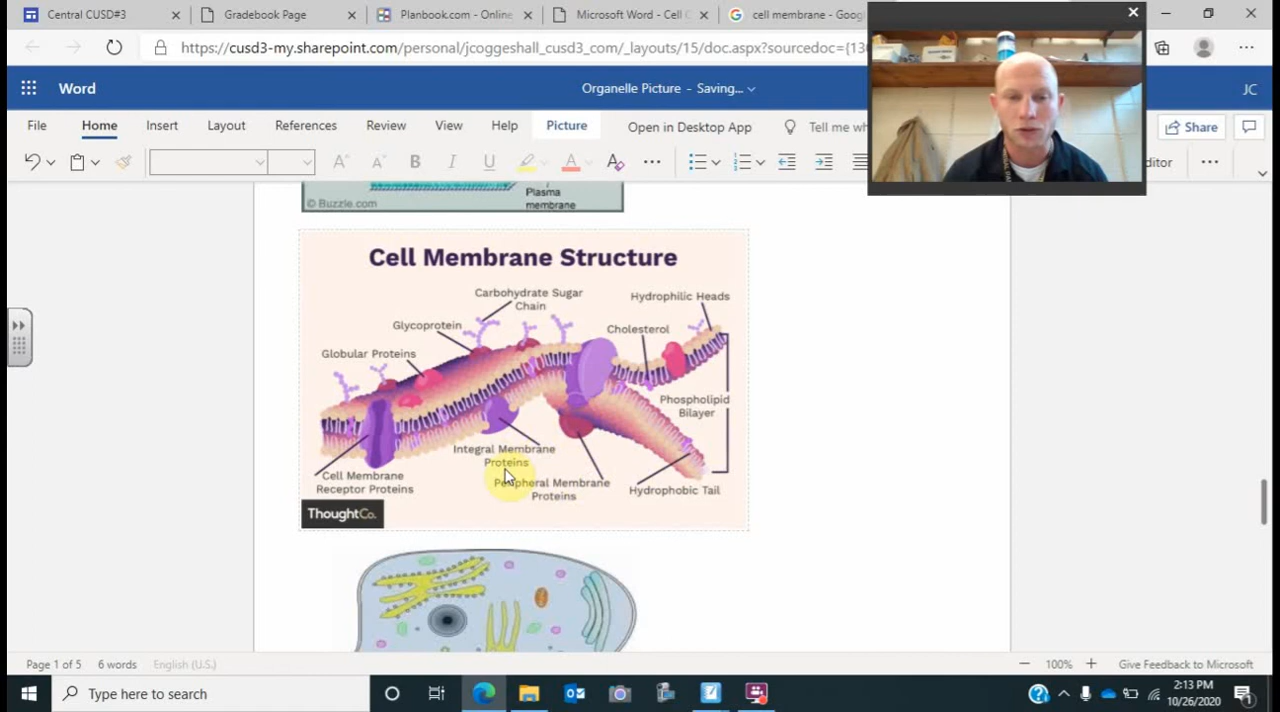 Central CUSD#3
Gradebook Page
Planbook.com - Online
Microsoft Word - Cell
cell membrane - Goog
https://cusd3-my.sharepoint.com/personal/jcoggeshall_cusd3_com/_layouts/15/doc.aspx?sourcedoc={13
Word
Organelle Picture - Saving...
JC
File
Home
Insert
Layout
References
Review
View
Help
Picture
Open in Desktop App
Tell me wh
Share
B
I
U
A
ditor
© Buzzle.com
Plasma
membrane
Cell Membrane Structure
Carbohydrate Sugar
Chain
Hydrophilic Heads
Glycoprotein
Cholesterol
Globular Proteins
Phospholipid
Bilayer
Integral Membrane
Proteins
Cell Membrane
Receptor Proteins
Peripheral Membrane
Proteins
Hydrophobic Tail
ThoughtCo.
Page 1 of 5
6 words
English (U.S.)
100%
Give Feedback to Microsoft
Type here to search
2:13 PM
10/26/2020